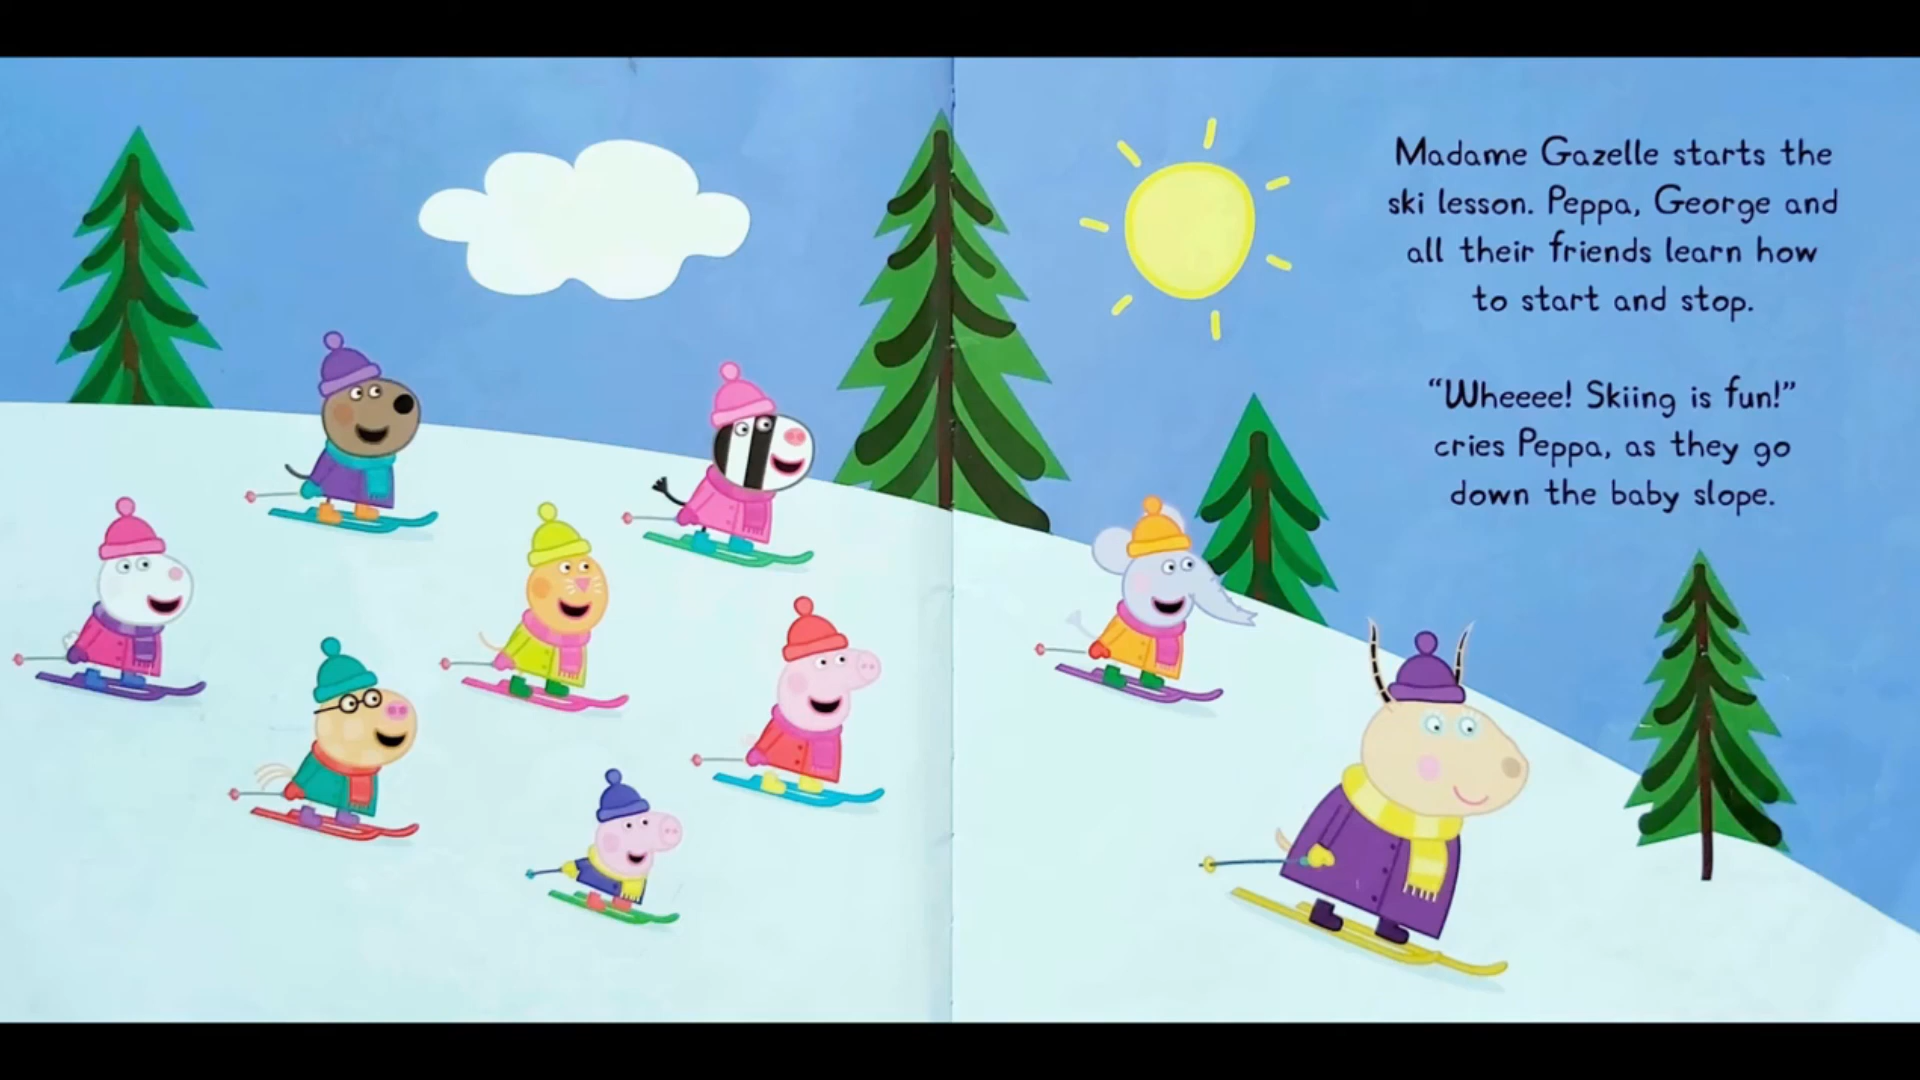 Madame Gazelle starts the
ski lesson. Peppa, George and
all their friends learn how
to start and stop.
“Wheeee! Skiing is fun!”
cries Peppa, as they go
down the baby slope.